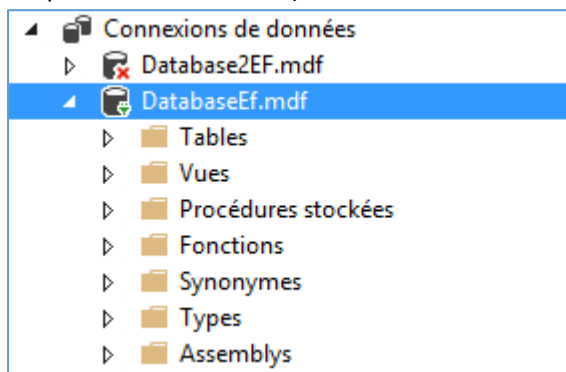 Connexions de données
Database2EF.mdf
DatabaseEf.mdf
Tables
Vues
Procédures stockées
Fonctions
Synonymes
Types
Assemblys